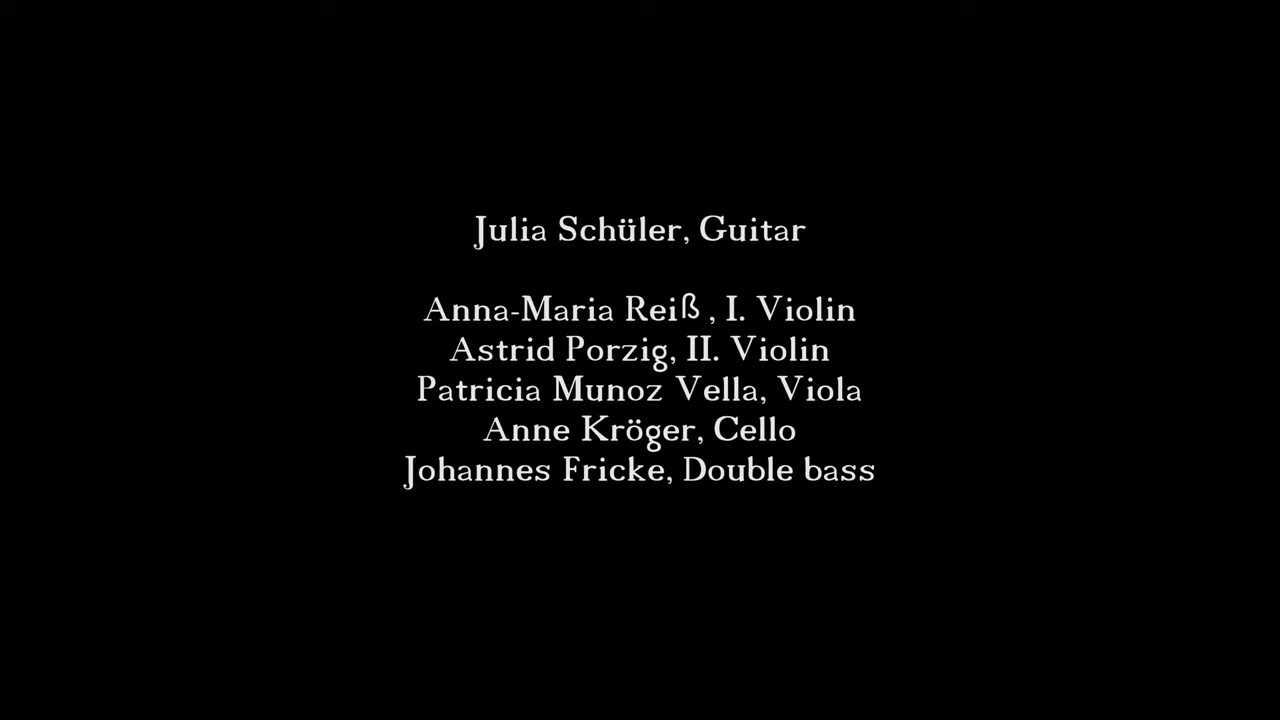 Julia Schüler, Guitar
Anna-Maria Reiß , I. Violin
Astrid Porzig, II. Violin
Patricia Munoz Vella, Viola
Anne Kröger, Cello
Johannes Fricke, Double bass